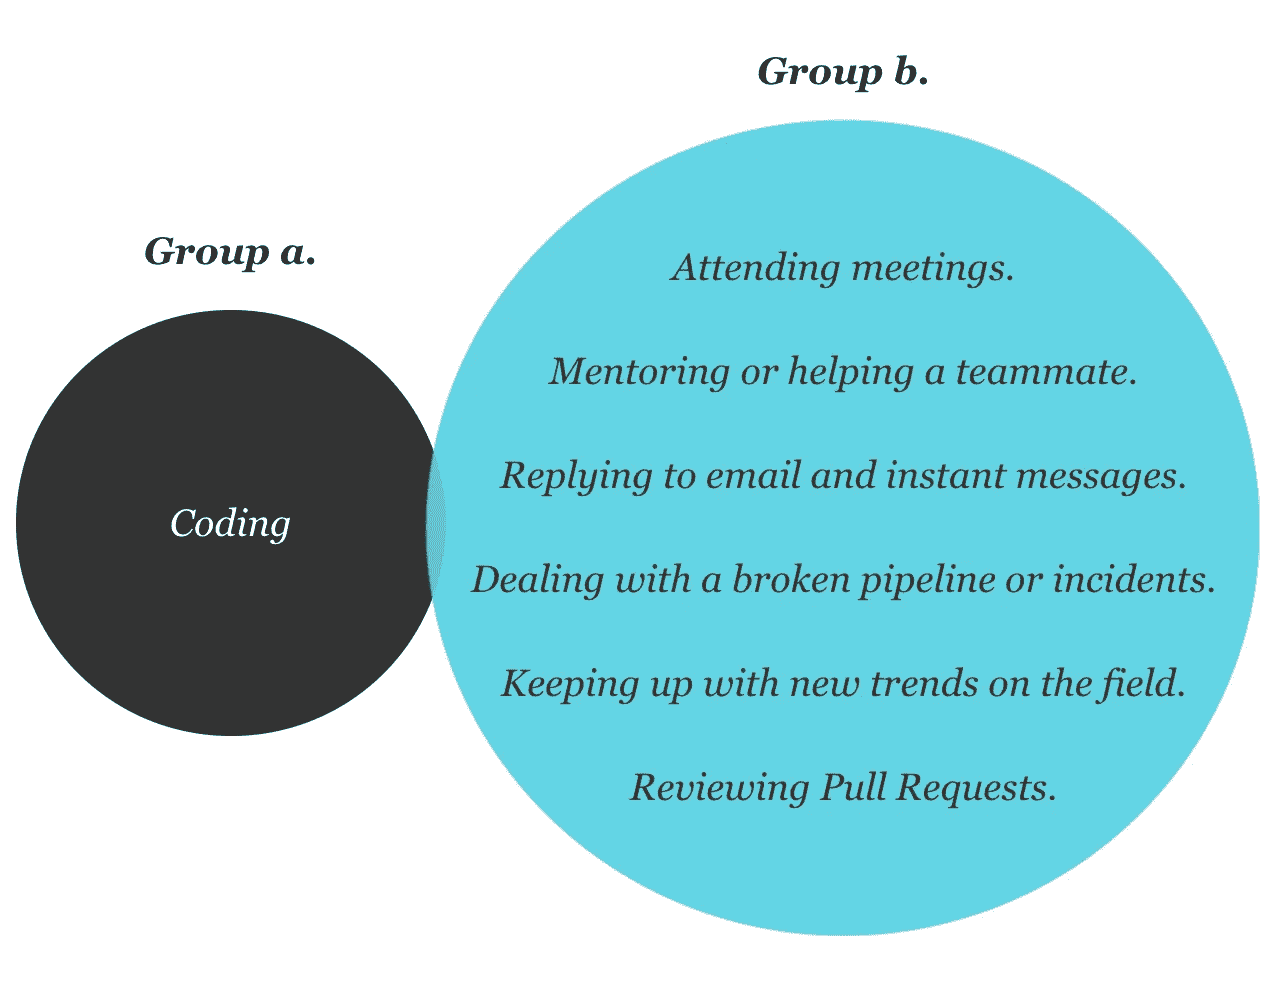 Group b.
Group a.
Attending meetings.
Mentoring or helping a teammate.
Replying to email and instant messages.
Coding
Dealing with a broken pipeline or incidents.
Keeping up with new trends on the field.
Reviewing Pull Requests.